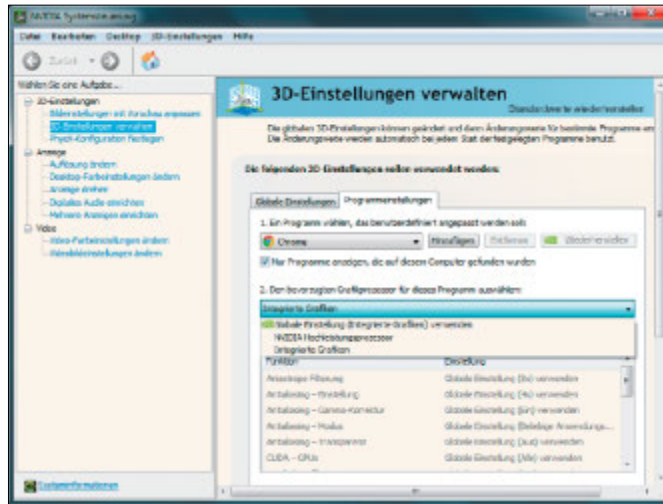 NVIDIA Systemsteuerung
Datei Bearbeiten Desktop 3D-Einstellungen Hilfe
Zurück
Wählen Sie eine Aufgabe...
3D-Einstellungen
Bildeinstellungen mit Vorschau anpassen
3D-Einstellungen verwalten
PhysX-Konfiguration festlegen
Anzeige
Auflösung ändern
Desktop-Farbeinstellungen ändern
Anzeige drehen
Digitales Audio einrichten
Mehrere Anzeigen einrichten
Video
Video-Farbeinstellungen ändern
Videobildeinstellungen ändern
Systeminformationen
3D-Einstellungen verwalten
Standardwerte wiederherstellen
Die globalen 3D-Einstellungen können geändert und dann Änderungswerte für bestimmte Programme
Die Änderungswerte werden automatisch bei jedem Start der festgelegten Programme benutzt.
Die folgenden 3D-Einstellungen sollen verwendet werden:
Globale Einstellungen Programmeinstellungen
1. Ein Programm wählen, das benutzerdefiniert angepasst werden soll:
Chrome Hinzufügen Entfernen Wiederherstellen
Nur Programme anzeigen, die auf diesem Computer gefunden wurden
2. Den bevorzugten Grafikprozessor für dieses Programm auswählen:
Integrierte Grafiken
Globale Einstellung (Integrierte Grafiken) verwenden
NVIDIA Hochleistungsprozessor
Integrierte Grafiken
Funktion Einstellung
Anisotrope Filterung Globale Einstellung verwenden
Antialiasing – Einstellung Globale Einstellung verwenden
Antialiasing – Gamma-Korrektur Globale Einstellung (Ein) verwenden
Antialiasing – Modus Globale Einstellung (Beliebige Anwendungs...
Antialiasing – Transparenz Globale Einstellung (Aus) verwenden
CUDA – GPUs Globale Einstellung (Alle) verwenden